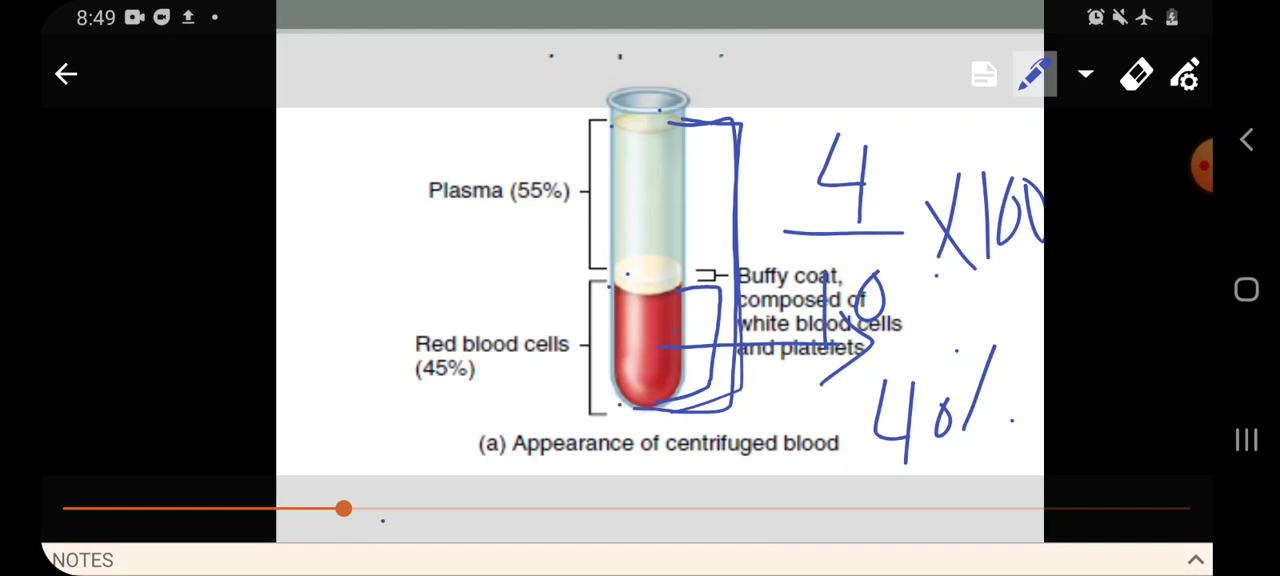 8:49
Plasma (55%)
4
X100
10
Buffy coat,
composed of
white blood cells
and platelets
Red blood cells
(45%)
40%
(a) Appearance of centrifuged blood
NOTES